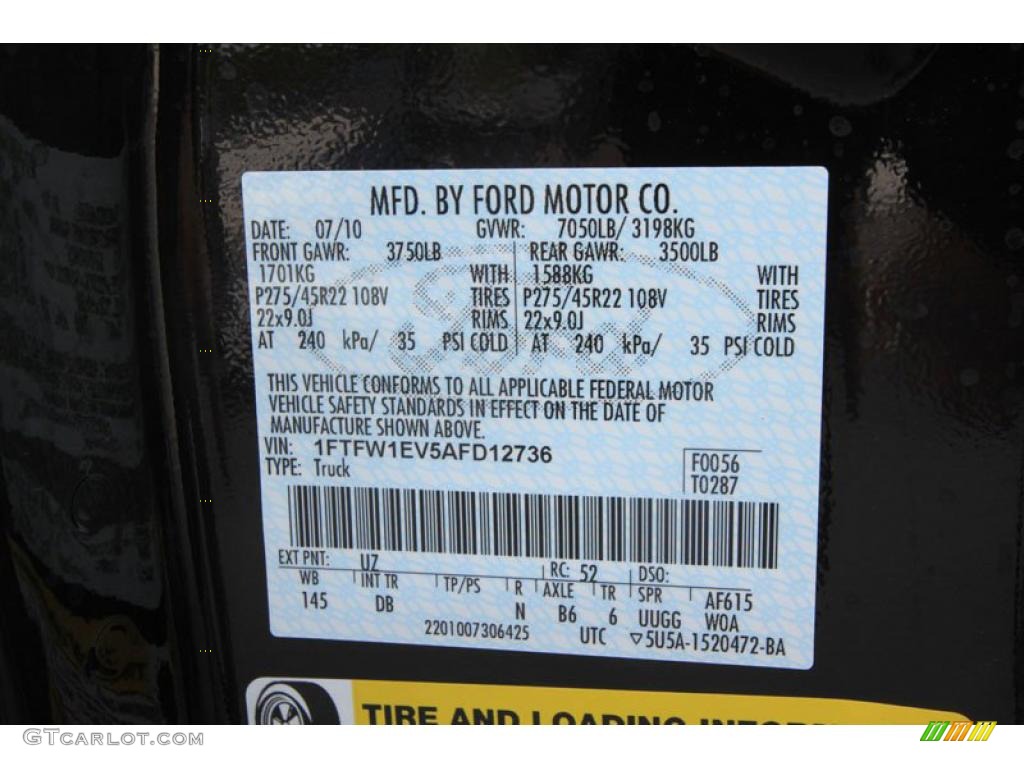 MFD. BY FORD MOTOR CO.
DATE: 07/10 GVWR: 7050LB/ 3198KG
FRONT GAWR: 3750LB REAR GAWR: 3500LB
1701KG WITH 1588KG WITH
P275/45R22 108V TIRES P275/45R22 108V TIRES
22x9.0J RIMS 22x9.0J RIMS
AT 240 kPa/ 35 PSI COLD AT 240 kPa/ 35 PSI COLD
THIS VEHICLE CONFORMS TO ALL APPLICABLE FEDERAL MOTOR
VEHICLE SAFETY STANDARDS IN EFFECT ON THE DATE OF
MANUFACTURE SHOWN ABOVE.
VIN: 1FTFW1EV5AFD12736
TYPE: Truck
F0056
T0287
EXT PNT: UZ RC: 52 DSO:
WB INT TR TP/PS R AXLE TR SPR AF615
145 DB N B6 6 UUGG WOA
2201007306425 UTC ▽5U5A-1520472-BA
TIRE AND LOADING
GTCARLOT.COM